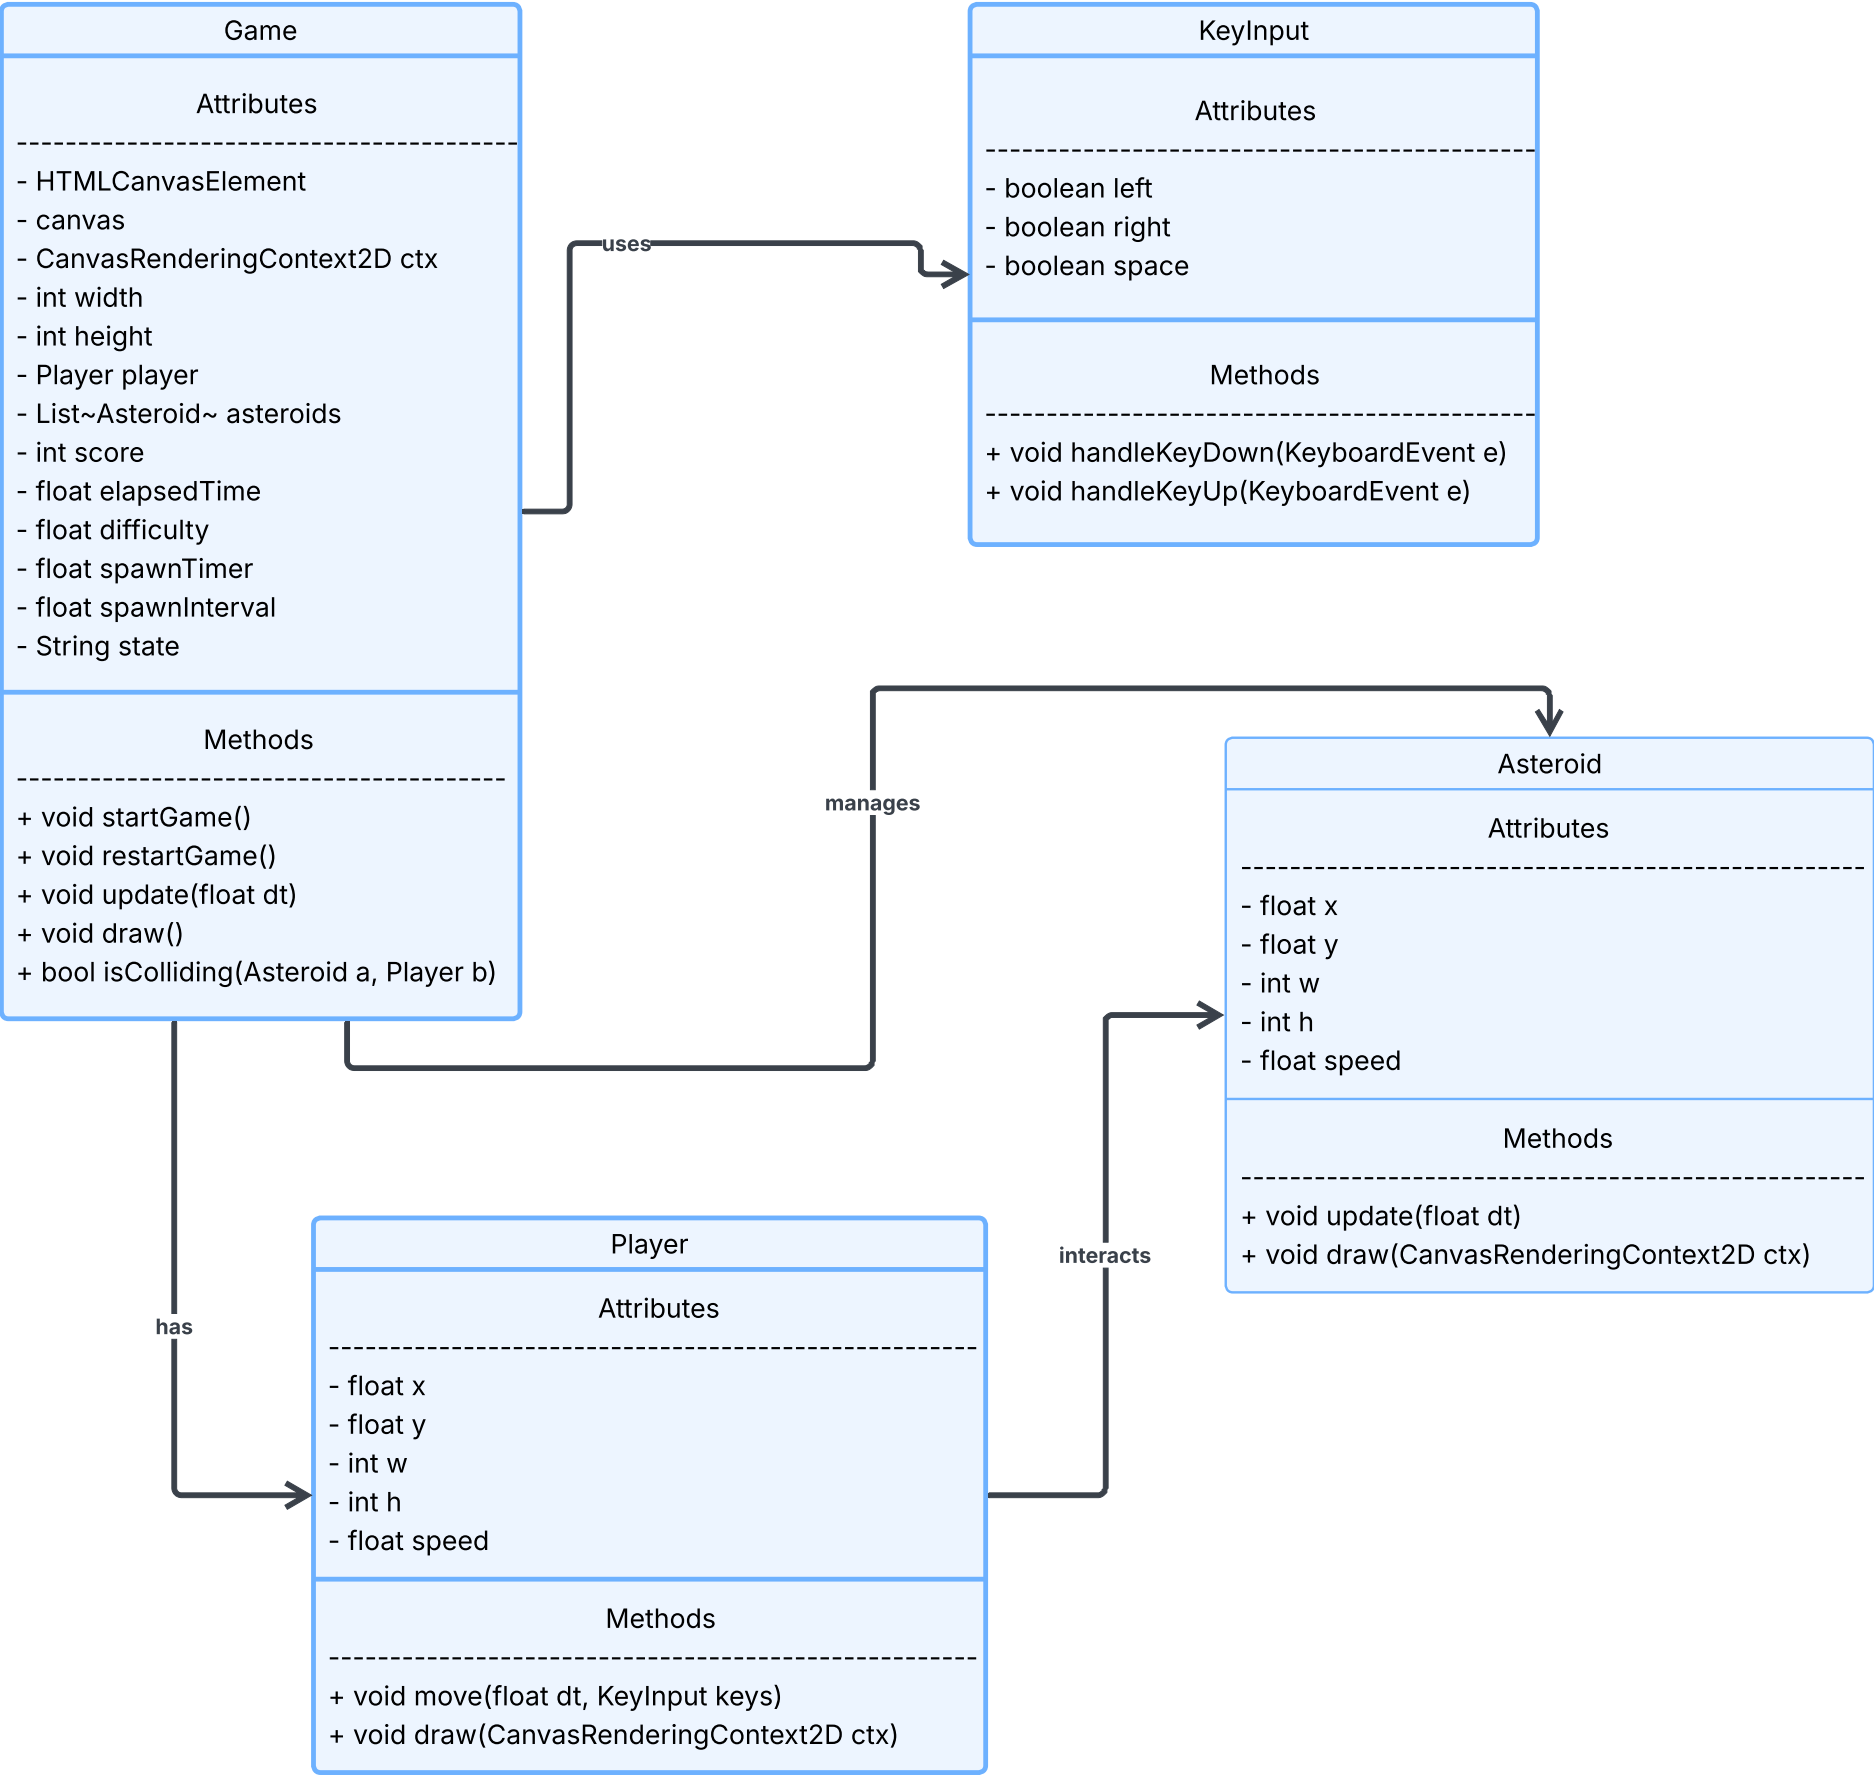 Game
Attributes
----------------------------------------
- HTMLCanvasElement
- canvas
- CanvasRenderingContext2D ctx
- int width
- int height
- Player player
- List~Asteroid~ asteroids
- int score
- float elapsedTime
- float difficulty
- float spawnTimer
- float spawnInterval
- String state
Methods
---------------------------------------
+ void startGame()
+ void restartGame()
+ void update(float dt)
+ void draw()
+ bool isColliding(Asteroid a, Player b)
uses
KeyInput
Attributes
--------------------------------------------
- boolean left
- boolean right
- boolean space
Methods
--------------------------------------------
+ void handleKeyDown(KeyboardEvent e)
+ void handleKeyUp(KeyboardEvent e)
manages
Asteroid
Attributes
--------------------------------------------------
- float x
- float y
- int w
- int h
- float speed
Methods
--------------------------------------------------
+ void update(float dt)
+ void draw(CanvasRenderingContext2D ctx)
interacts
has
Player
Attributes
----------------------------------------------------
- float x
- float y
- int w
- int h
- float speed
Methods
----------------------------------------------------
+ void move(float dt, KeyInput keys)
+ void draw(CanvasRenderingContext2D ctx)